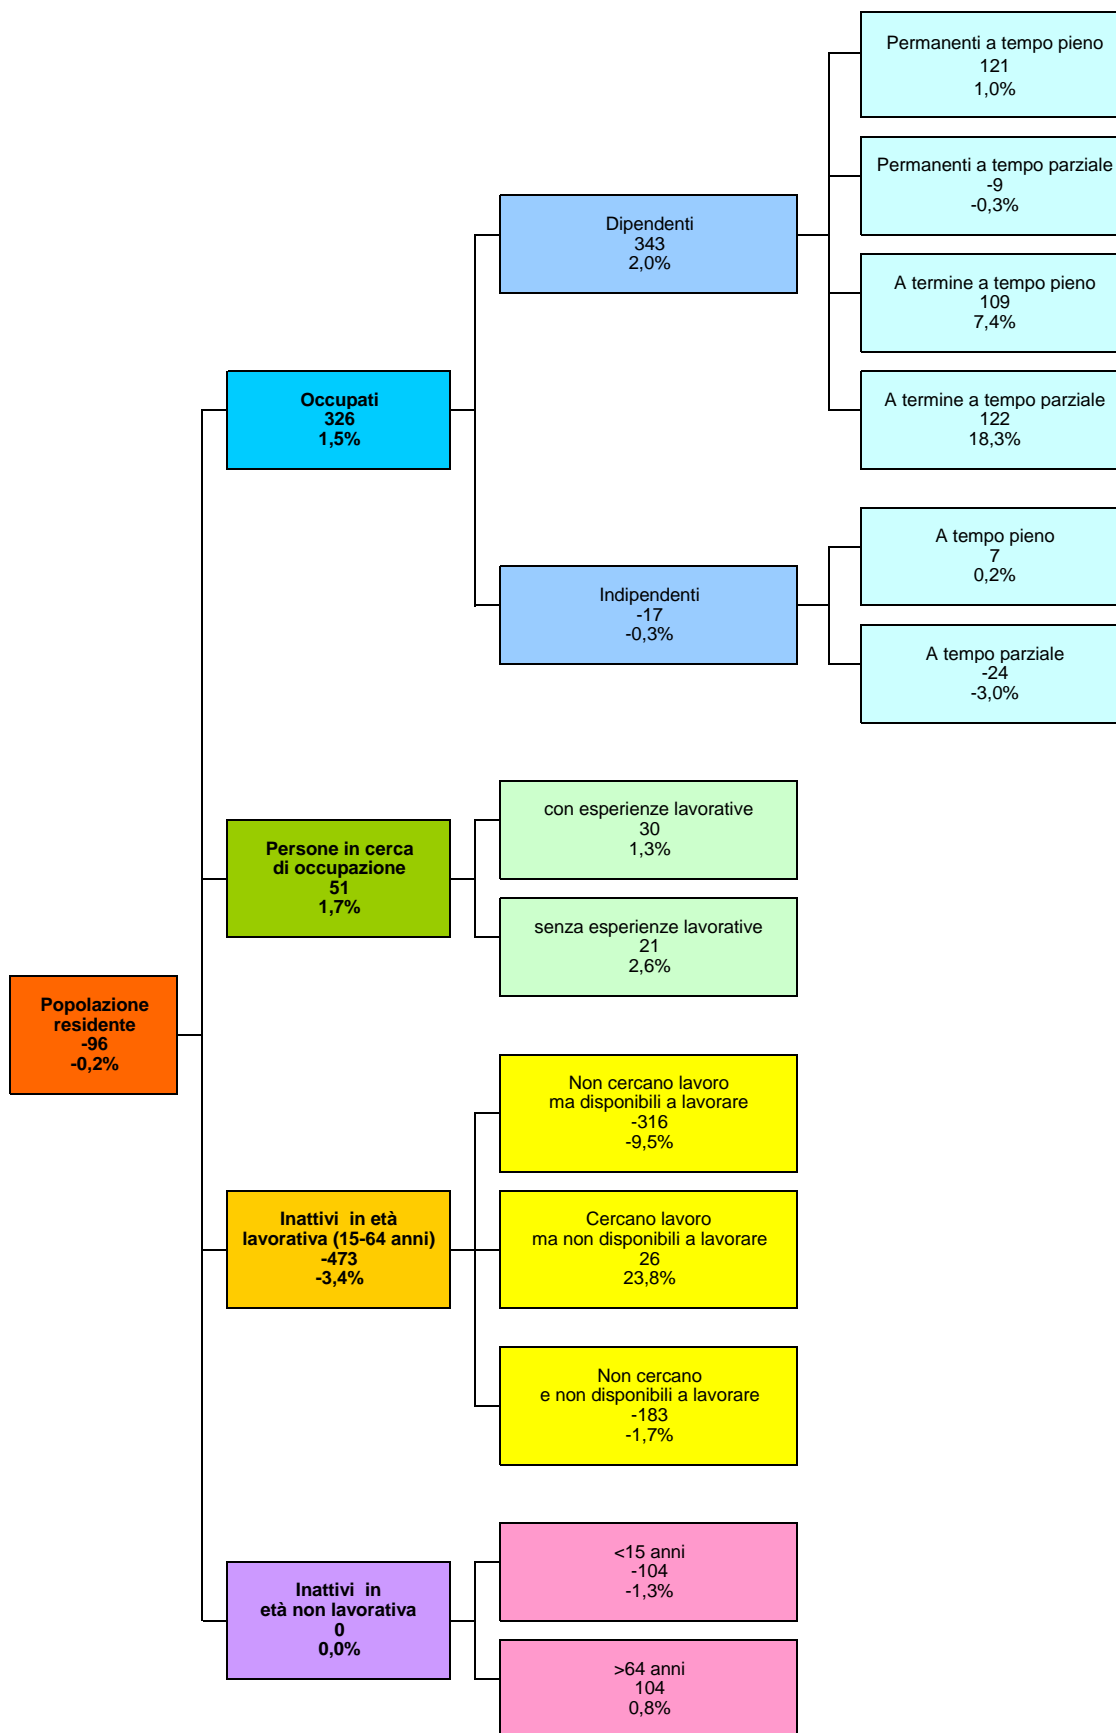 Popolazione
residente
-96
-0,2%
Occupati
326
1,5%
Dipendenti
343
2,0%
Permanenti a tempo pieno
121
1,0%
Permanenti a tempo parziale
-9
-0,3%
A termine a tempo pieno
109
7,4%
A termine a tempo parziale
122
18,3%
Indipendenti
-17
-0,3%
A tempo pieno
7
0,2%
A tempo parziale
-24
-3,0%
Persone in cerca
di occupazione
51
1,7%
con esperienze lavorative
30
1,3%
senza esperienze lavorative
21
2,6%
Inattivi in età
lavorativa (15-64 anni)
-473
-3,4%
Non cercano lavoro
ma disponibili a lavorare
-316
-9,5%
Cercano lavoro
ma non disponibili a lavorare
26
23,8%
Non cercano
e non disponibili a lavorare
-183
-1,7%
Inattivi in
età non lavorativa
0
0,0%
<15 anni
-104
-1,3%
>64 anni
104
0,8%